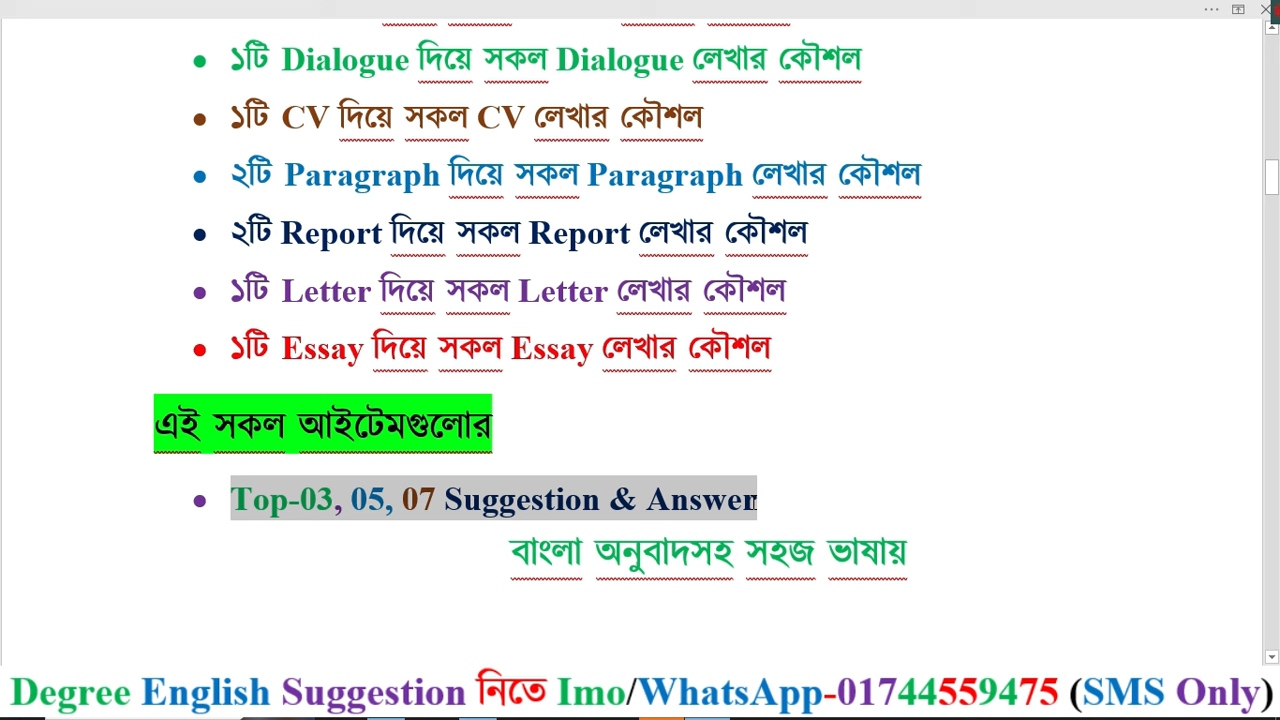 • ১টি Dialogue দিয়ে সকল Dialogue লেখার কৌশল
• ১টি CV দিয়ে সকল CV লেখার কৌশল
• ২টি Paragraph দিয়ে সকল Paragraph লেখার কৌশল
• ২টি Report দিয়ে সকল Report লেখার কৌশল
• ১টি Letter দিয়ে সকল Letter লেখার কৌশল
• ১টি Essay দিয়ে সকল Essay লেখার কৌশল
এই সকল আইটেমগুলোর
• Top-03, 05, 07 Suggestion & Answer
বাংলা অনুবাদসহ সহজ ভাষায়
Degree English Suggestion নিতে Imo/WhatsApp-01744559475 (SMS Only)